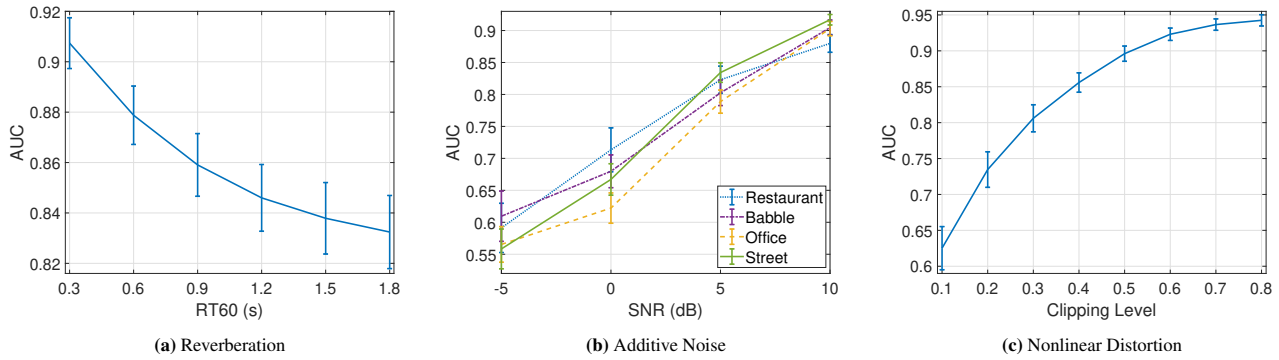 0.92
0.9
0.88
0.86
0.84
0.82
AUC
0.3 0.6 0.9 1.2 1.5 1.8
RT60 (s)
(a) Reverberation
0.9
0.85
0.8
0.75
0.7
0.65
0.6
0.55
AUC
Restaurant
Babble
Office
Street
-5 0 5 10
SNR (dB)
(b) Additive Noise
0.95
0.9
0.85
0.8
0.75
0.7
0.65
0.6
AUC
0.1 0.2 0.3 0.4 0.5 0.6 0.7 0.8
Clipping Level
(c) Nonlinear Distortion